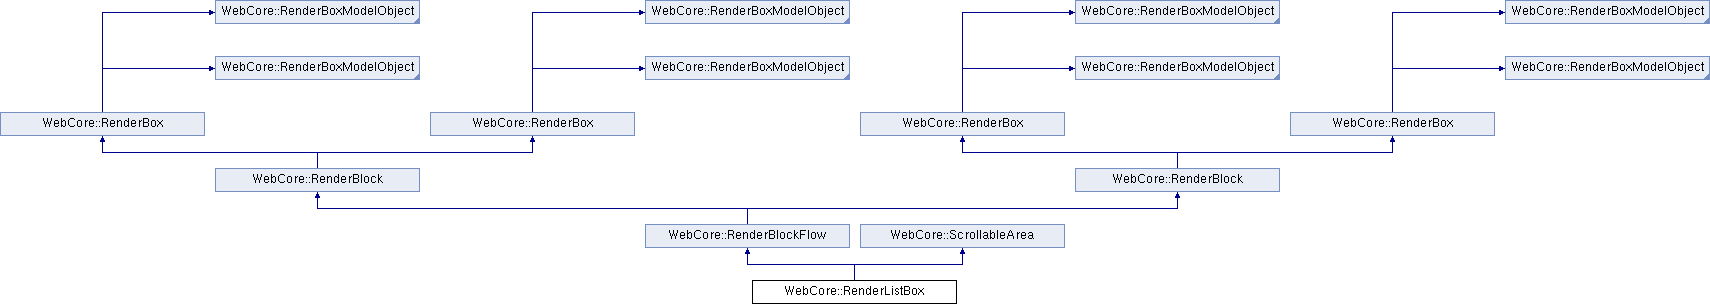 WebCore::RenderBoxModelObject WebCore::RenderBoxModelObject WebCore::RenderBoxModelObject WebCore::RenderBoxModelObject
WebCore::RenderBoxModelObject WebCore::RenderBoxModelObject WebCore::RenderBoxModelObject WebCore::RenderBoxModelObject
WebCore::RenderBox WebCore::RenderBox WebCore::RenderBox WebCore::RenderBox
WebCore::RenderBlock WebCore::RenderBlock
WebCore::RenderBlockFlow WebCore::ScrollableArea
WebCore::RenderListBox